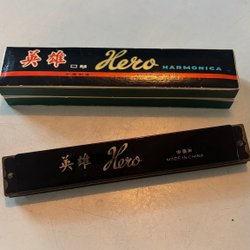 英雄 口琴 Hero HARMONICA
英雄 Hero
MADE IN CHINA